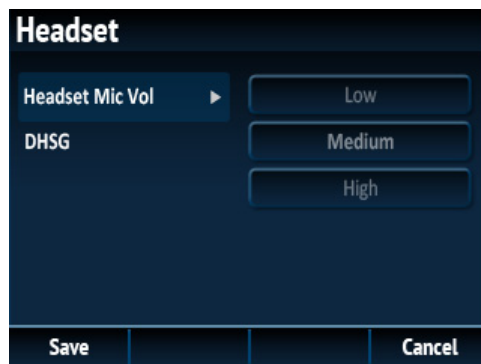 Headset
Headset Mic Vol ▶ Low
DHSG Medium
High
Save Cancel